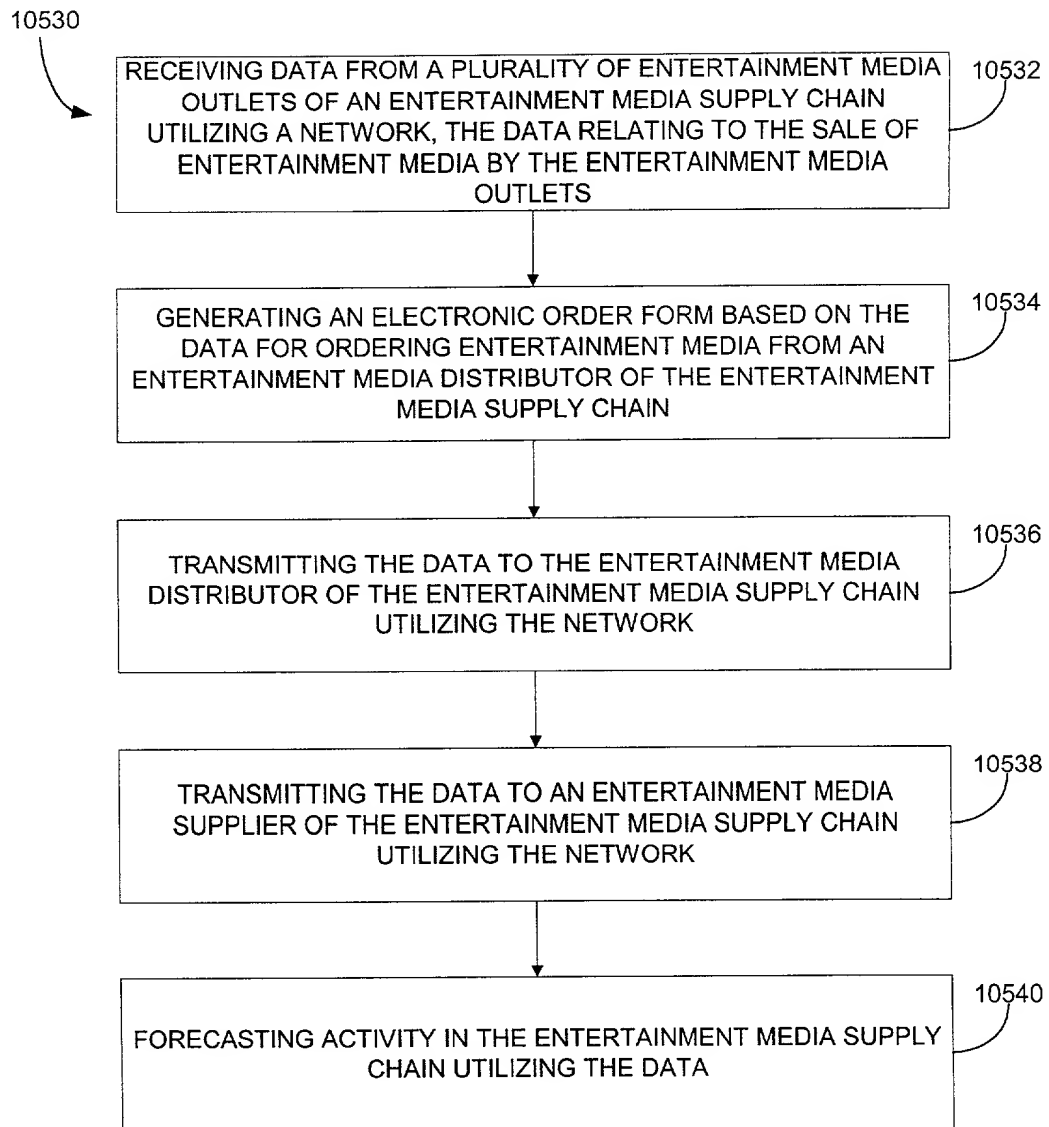 10530
RECEIVING DATA FROM A PLURALITY OF ENTERTAINMENT MEDIA
OUTLETS OF AN ENTERTAINMENT MEDIA SUPPLY CHAIN
UTILIZING A NETWORK, THE DATA RELATING TO THE SALE OF
ENTERTAINMENT MEDIA BY THE ENTERTAINMENT MEDIA
OUTLETS
10532
GENERATING AN ELECTRONIC ORDER FORM BASED ON THE
DATA FOR ORDERING ENTERTAINMENT MEDIA FROM AN
ENTERTAINMENT MEDIA DISTRIBUTOR OF THE ENTERTAINMENT
MEDIA SUPPLY CHAIN
10534
TRANSMITTING THE DATA TO THE ENTERTAINMENT MEDIA
DISTRIBUTOR OF THE ENTERTAINMENT MEDIA SUPPLY CHAIN
UTILIZING THE NETWORK
10536
TRANSMITTING THE DATA TO AN ENTERTAINMENT MEDIA
SUPPLIER OF THE ENTERTAINMENT MEDIA SUPPLY CHAIN
UTILIZING THE NETWORK
10538
FORECASTING ACTIVITY IN THE ENTERTAINMENT MEDIA SUPPLY
CHAIN UTILIZING THE DATA
10540